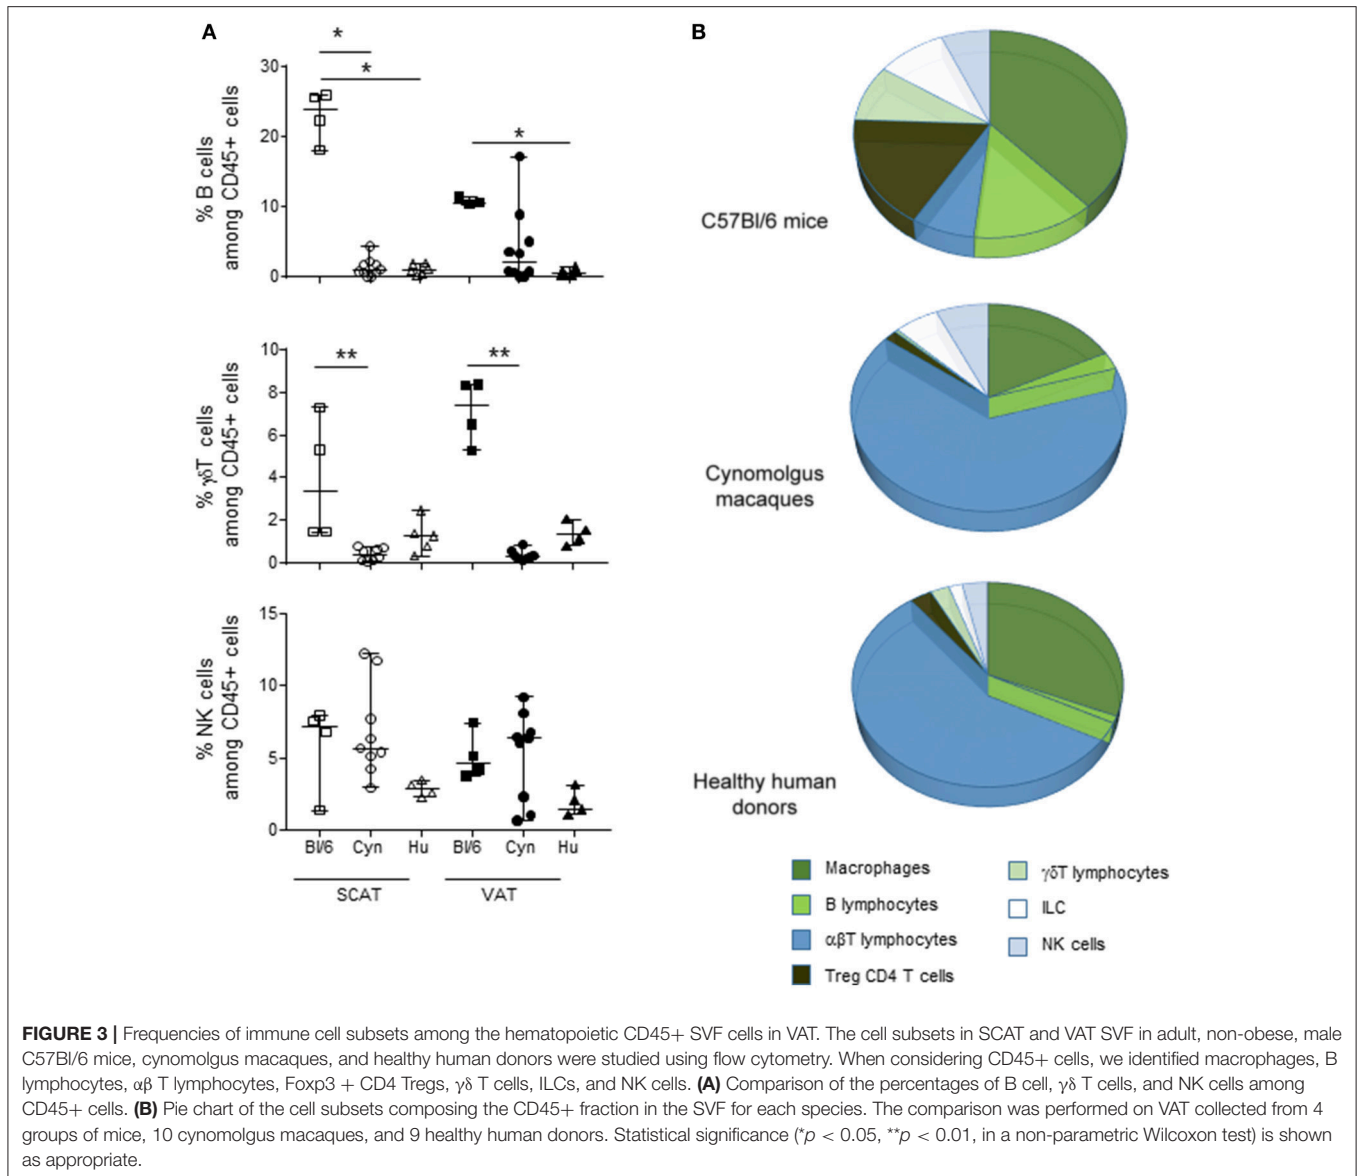 A
*
*
*
30
20
10
0
% B cells
among CD45+ cells
**
**
10
8
6
4
2
0
% γδT cells
among CD45+ cells
15
10
5
0
% NK cells
among CD45+ cells
Bl/6 Cyn Hu Bl/6 Cyn Hu
SCAT VAT
B
C57Bl/6 mice
Cynomolgus
macaques
Healthy human
donors
Macrophages
B lymphocytes
αβT lymphocytes
Treg CD4 T cells
γδT lymphocytes
ILC
NK cells
FIGURE 3 | Frequencies of immune cell subsets among the hematopoietic CD45+ SVF cells in VAT. The cell subsets in SCAT and VAT SVF in adult, non-obese, male
C57Bl/6 mice, cynomolgus macaques, and healthy human donors were studied using flow cytometry. When considering CD45+ cells, we identified macrophages, B
lymphocytes, αβ T lymphocytes, Foxp3 + CD4 Tregs, γδ T cells, ILCs, and NK cells. (A) Comparison of the percentages of B cell, γδ T cells, and NK cells among
CD45+ cells. (B) Pie chart of the cell subsets composing the CD45+ fraction in the SVF for each species. The comparison was performed on VAT collected from 4
groups of mice, 10 cynomolgus macaques, and 9 healthy human donors. Statistical significance (*p < 0.05, **p < 0.01, in a non-parametric Wilcoxon test) is shown
as appropriate.